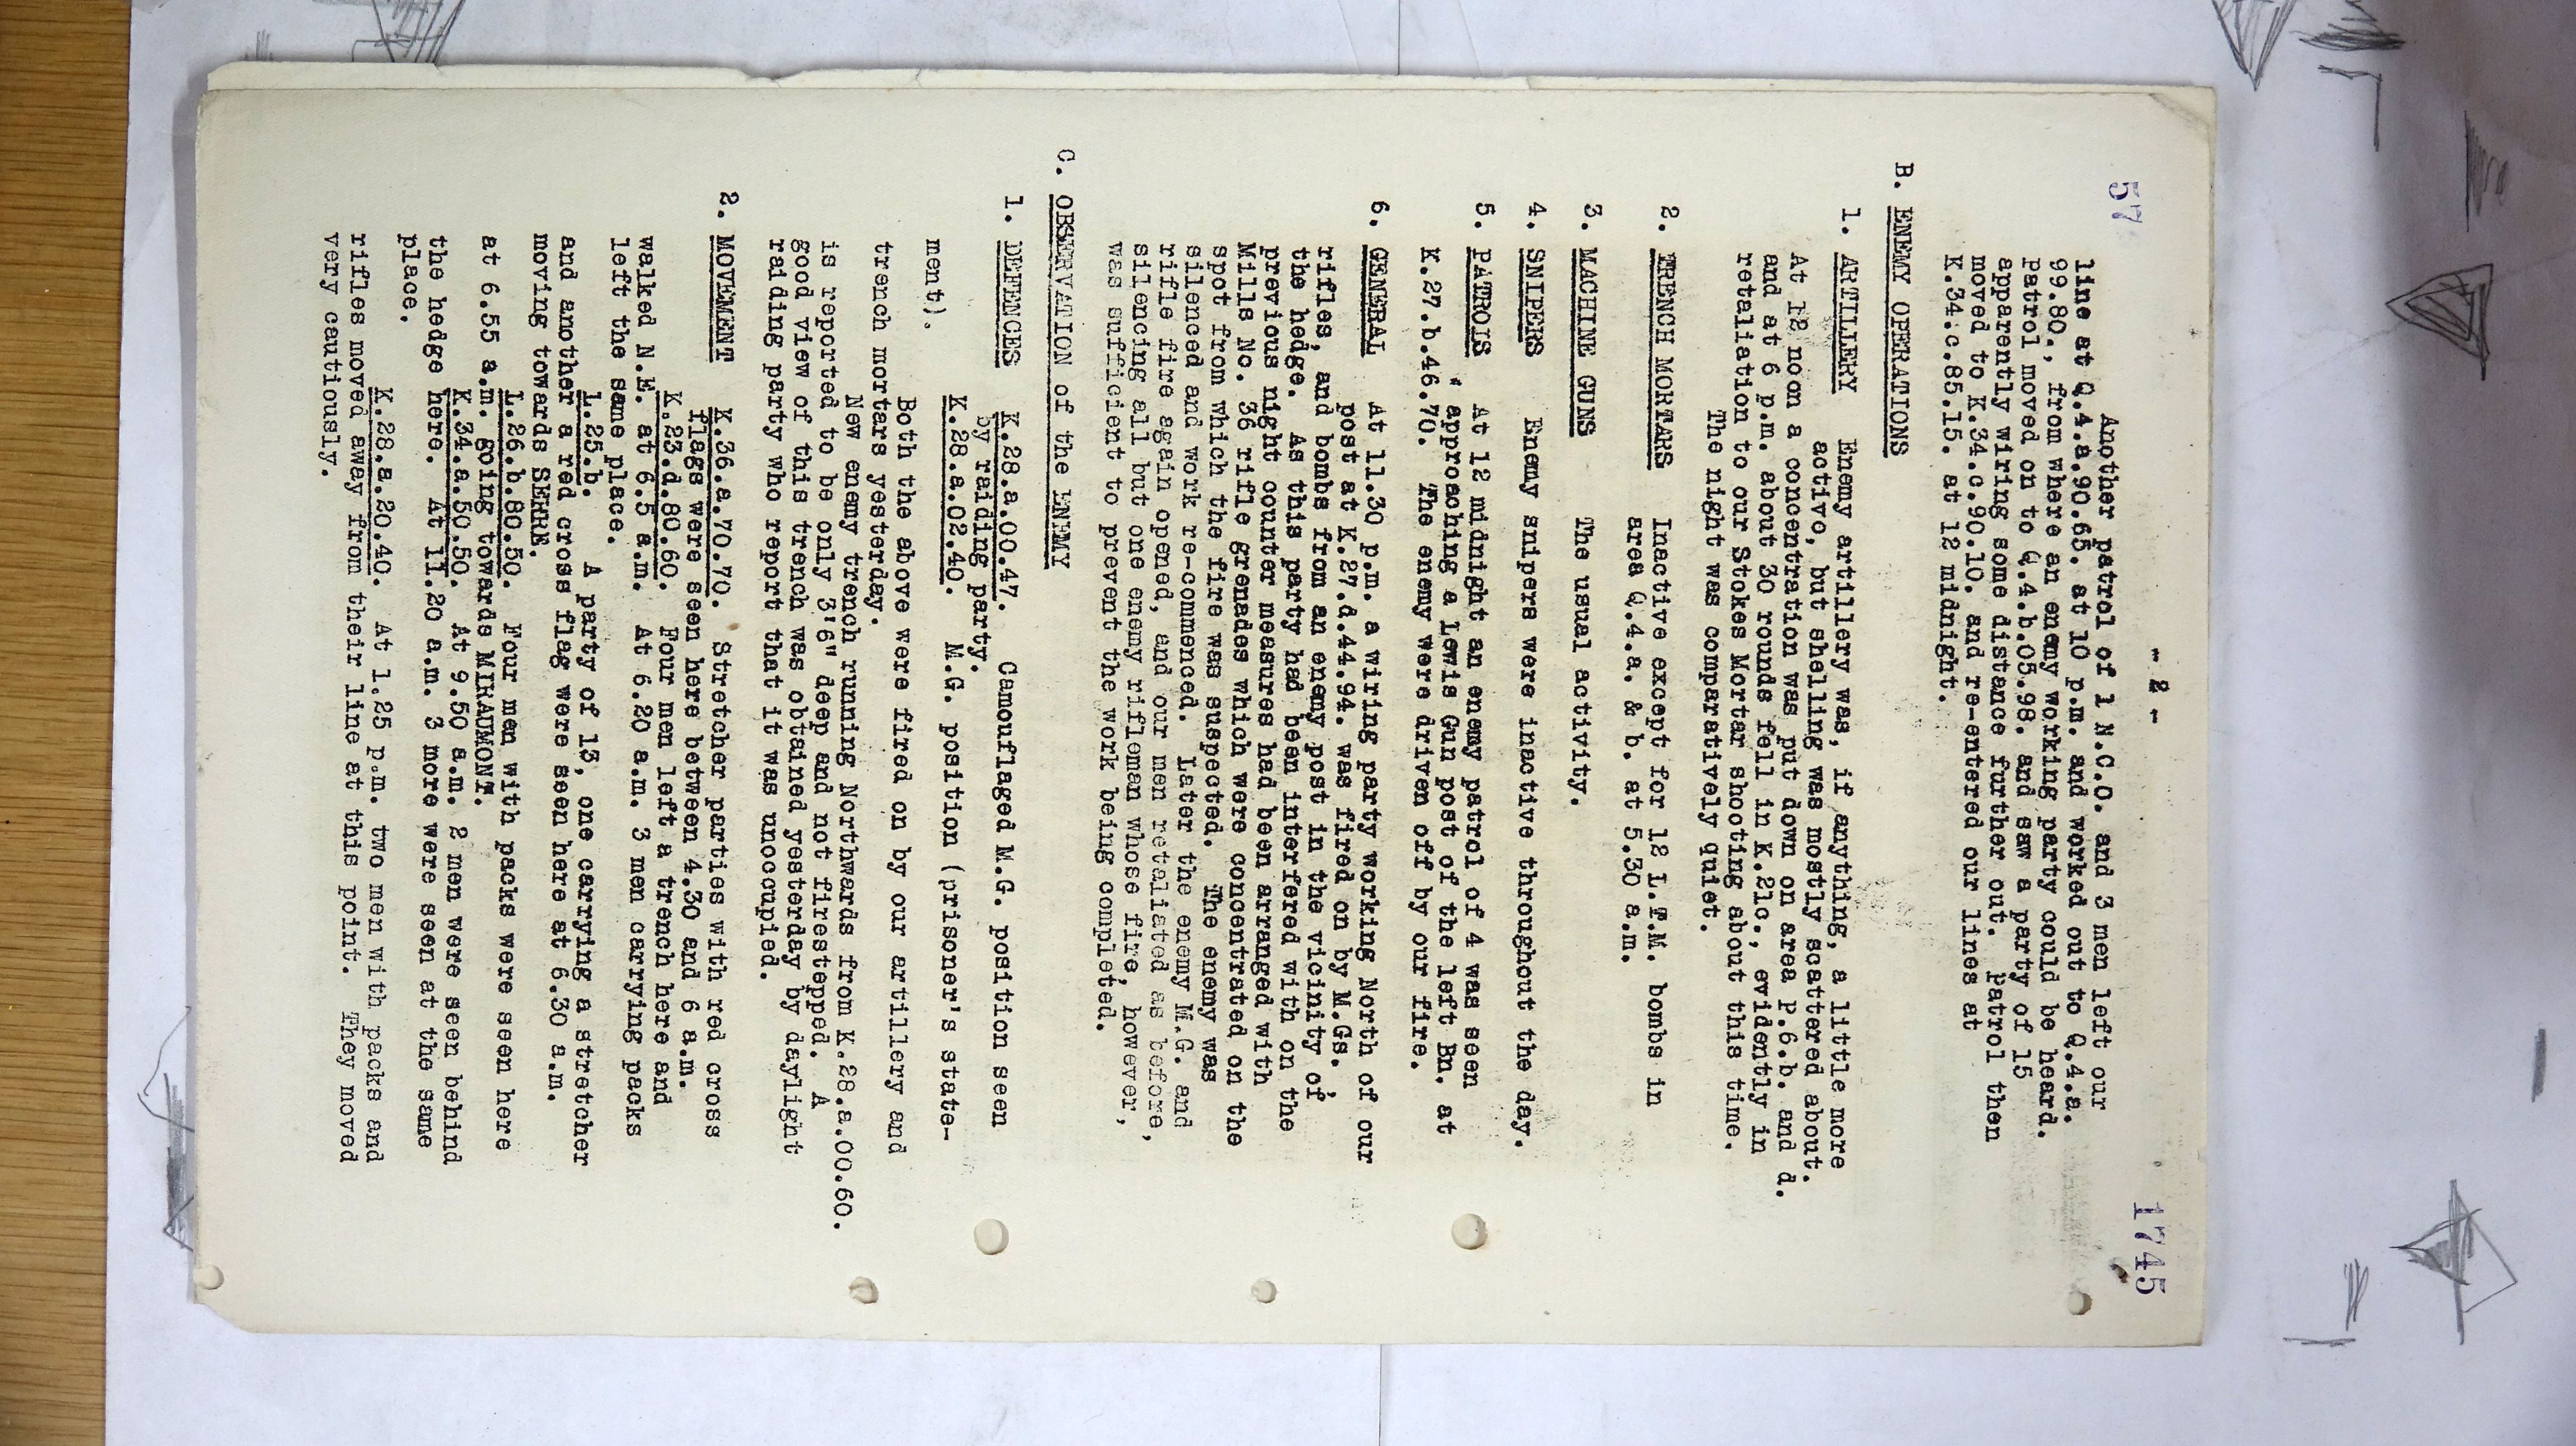 - 2 -
57
1745
Another patrol of 1 N.C.O. and 3 men left our
line at Q.4.a.90.65. at 10 p.m. and worked out to Q.4.a.
99.80., from where an enemy working party could be heard.
Patrol moved on to Q.4.b.05.98. and saw a party of 15
apparently wiring some distance further out. Patrol then
moved to K.34.c.90.10. and re-entered our lines at
K.34.c.85.15. at 12 midnight.
B. ENEMY OPERATIONS
1. ARTILLERY Enemy artillery was, if anything, a little more
active, but shelling was mostly scattered about.
At 12 noon a concentration was put down on area P.6.b. and d.
and at 6 p.m. about 30 rounds fell in K.21c., evidently in
retaliation to our Stokes Mortar shooting about this time.
The night was comparatively quiet.
2. TRENCH MORTARS Inactive except for 12 L.T.M. bombs in
area Q.4.a. & b. at 5.30 a.m.
3. MACHINE GUNS The usual activity.
4. SNIPERS Enemy snipers were inactive throughout the day.
5. PATROLS At 12 midnight an enemy patrol of 4 was seen
approaching a Lewis Gun post of the left Bn. at
K.27.b.46.70. The enemy were driven off by our fire.
6. GENERAL At 11.30 p.m. a wiring party working North of our
post at K.27.d.44.94. was fired on by M.Gs.,
rifles, and bombs from an enemy post in the vicinity of
the hedge. As this party had been interfered with on the
previous night counter measures had been arranged with
Mills No. 36 rifle grenades which were concentrated on the
spot from which the fire was suspected. The enemy was
silenced and work re-commenced. Later the enemy M.G. and
rifle fire again opened, and our men retaliated as before,
silencing all but one enemy rifleman whose fire, however,
was sufficient to prevent the work being completed.
C. OBSERVATION of the ENEMY
1. DEFENCES K.28.a.00.47. Camouflaged M.G. position seen
by raiding party.
K.28.a.02.40. M.G. position (prisoner's state-
ment).
Both the above were fired on by our artillery and
trench mortars yesterday.
New enemy trench running Northwards from K.28.a.00.60.
is reported to be only 3'6" deep and not firestepped. A
good view of this trench was obtained yesterday by daylight
raiding party who report that it was unoccupied.
2. MOVEMENT K.36.a.70.70. Stretcher parties with red cross
flags were seen here between 4.30 and 6 a.m.
K.23.d.80.60. Four men left a trench here and
walked N.E. at 6.5 a.m. At 6.20 a.m. 3 men carrying packs
left the same place.
L.25.b. A party of 13, one carrying a stretcher
and another a red cross flag were seen here at 6.30 a.m.
moving towards SERRE.
L.26.b.80.50. Four men with packs were seen here
at 6.55 a.m. going towards MIRAUMONT.
K.34.a.50.50. At 9.50 a.m. 2 men were seen behind
the hedge here. At 11.20 a.m. 3 more were seen at the same
place.
K.28.a.20.40. At 1.25 p.m. two men with packs and
rifles moved away from their line at this point. They moved
very cautiously.